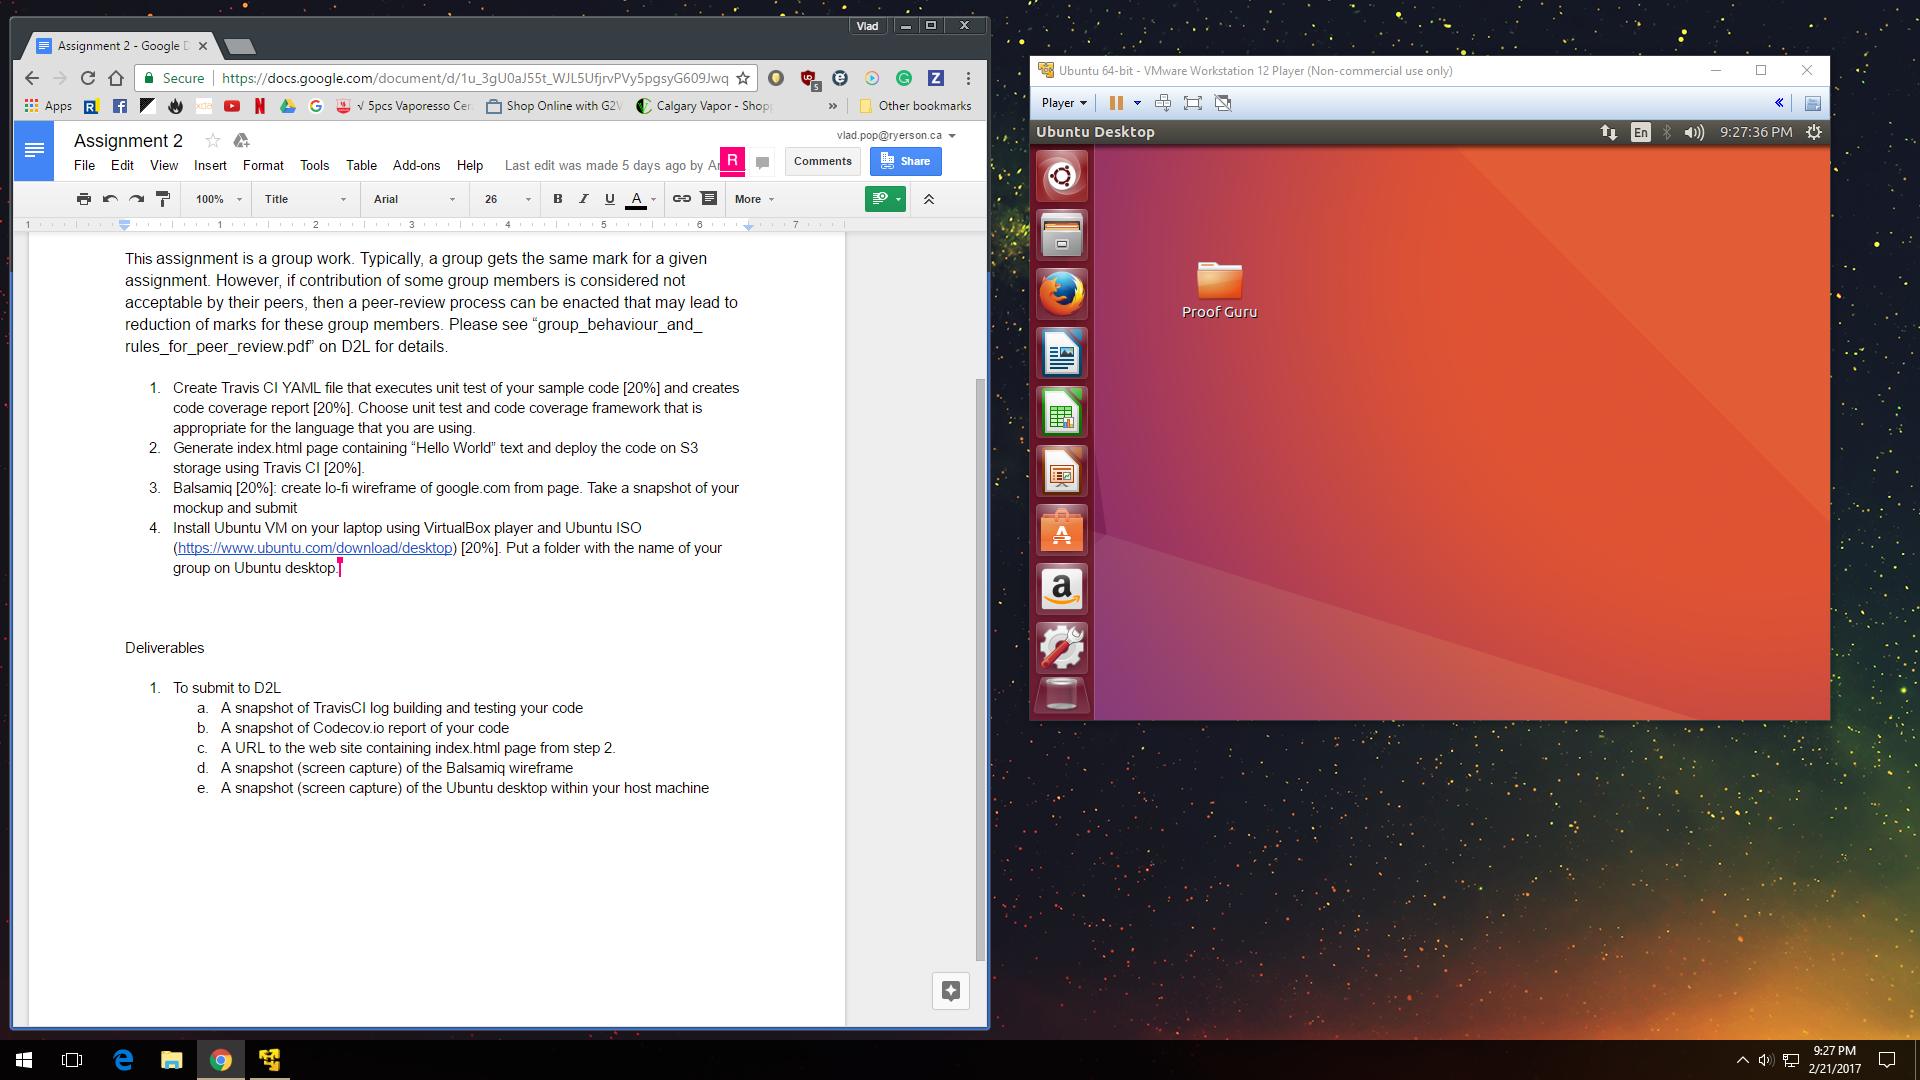 Vlad
Assignment 2 - Google D
Secure
https://docs.google.com/document/d/1u_3gU0aJ55t_WJL5UfjrvPVy5pgsyG609Jwq
5
Apps
√ 5pcs Vaporesso Cer
Shop Online with G2V
Calgary Vapor - Shopp
Other bookmarks
Assignment 2
vlad.pop@ryerson.ca
File Edit View Insert Format Tools Table Add-ons Help
Last edit was made 5 days ago by
R
Comments
Share
100% Title Arial 26 B I U A More
1 1 2 3 4 5 6 7
This assignment is a group work. Typically, a group gets the same mark for a given
assignment. However, if contribution of some group members is considered not
acceptable by their peers, then a peer-review process can be enacted that may lead to
reduction of marks for these group members. Please see “group_behaviour_and_
rules_for_peer_review.pdf” on D2L for details.
1. Create Travis CI YAML file that executes unit test of your sample code [20%] and creates
code coverage report [20%]. Choose unit test and code coverage framework that is
appropriate for the language that you are using.
2. Generate index.html page containing “Hello World” text and deploy the code on S3
storage using Travis CI [20%].
3. Balsamiq [20%]: create lo-fi wireframe of google.com from page. Take a snapshot of your
mockup and submit
4. Install Ubuntu VM on your laptop using VirtualBox player and Ubuntu ISO
(https://www.ubuntu.com/download/desktop) [20%]. Put a folder with the name of your
group on Ubuntu desktop.
Deliverables
1. To submit to D2L
a. A snapshot of TravisCI log building and testing your code
b. A snapshot of Codecov.io report of your code
c. A URL to the web site containing index.html page from step 2.
d. A snapshot (screen capture) of the Balsamiq wireframe
e. A snapshot (screen capture) of the Ubuntu desktop within your host machine
Ubuntu 64-bit - VMware Workstation 12 Player (Non-commercial use only)
Player
Ubuntu Desktop
En
9:27:36 PM
Proof Guru
9:27 PM
2/21/2017